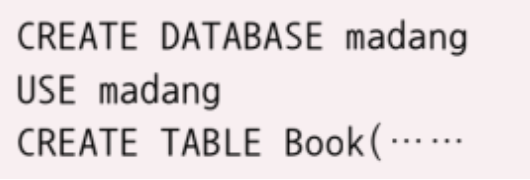 CREATE DATABASE madang
USE madang
CREATE TABLE Book(⋯⋯